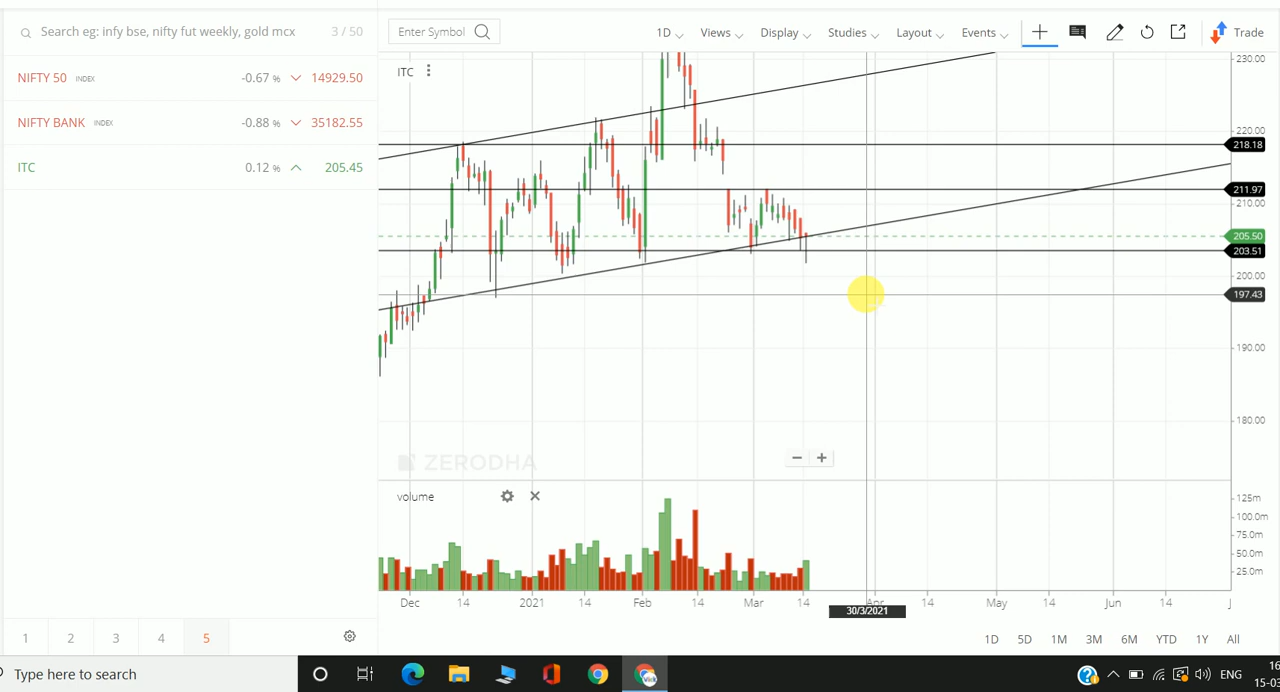 Search eg: infy bse, nifty fut weekly, gold mcx 3 / 50
Enter Symbol
1D Views Display Studies Layout Events Trade
NIFTY 50 INDEX -0.67 % 14929.50
NIFTY BANK INDEX -0.88 % 35182.55
ITC 0.12 % 205.45
ITC
230.00
220.00
218.18
211.97
210.00
205.50
203.51
200.00
197.43
190.00
180.00
ZERODHA
− +
volume
125m
100.0m
75.0m
50.0m
25.0m
Dec 14 2021 14 Feb 14 Mar 14 Apr 14 May 14 Jun 14
30/3/2021
1D 5D 1M 3M 6M YTD 1Y All
1 2 3 4 5
Type here to search
ENG
16
15-03